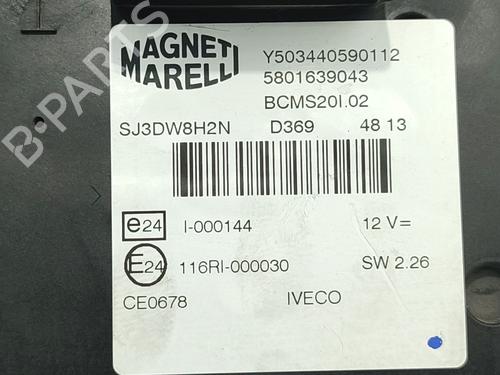 MAGNETI MARELLI
Y503440590112
5801639043
BCMS20I.02
SJ3DW8H2N D369 48 13
e24 I-000144 12 V=
E24 116RI-000030 SW 2.26
CE0678 IVECO
B-PARTS